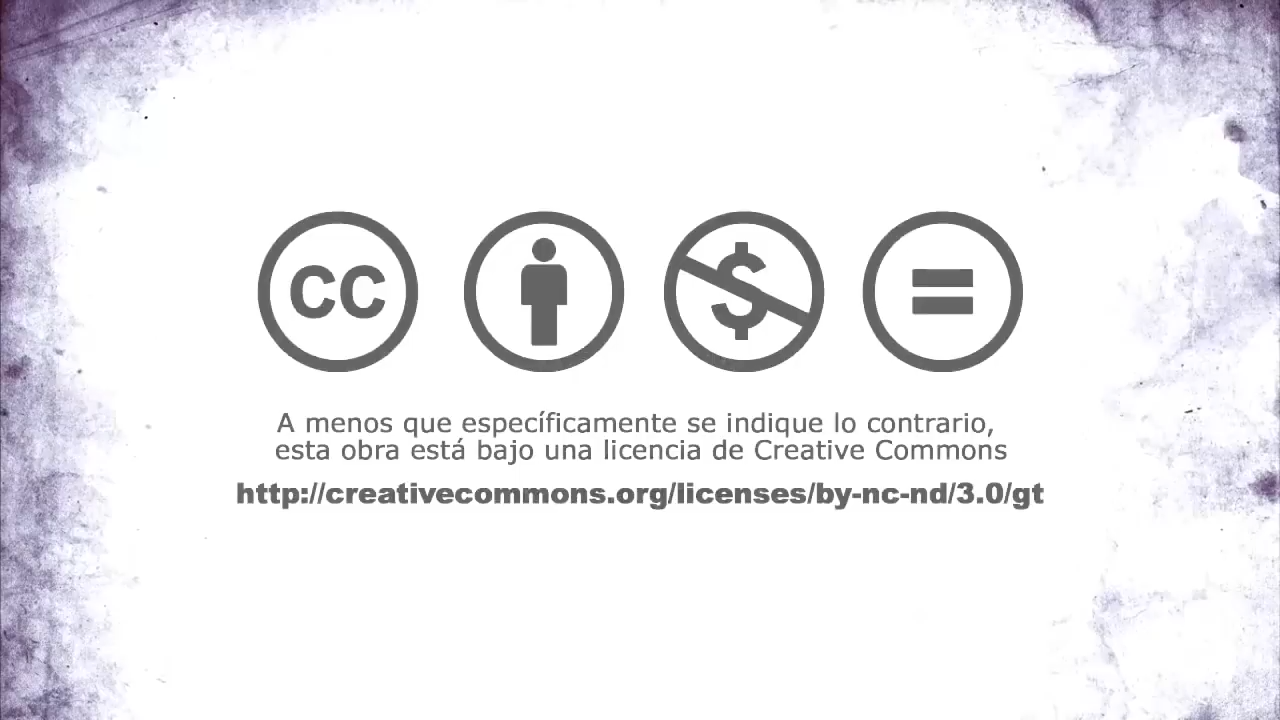 CC
$
=
A menos que específicamente se indique lo contrario,
esta obra está bajo una licencia de Creative Commons
http://creativecommons.org/licenses/by-nc-nd/3.0/gt